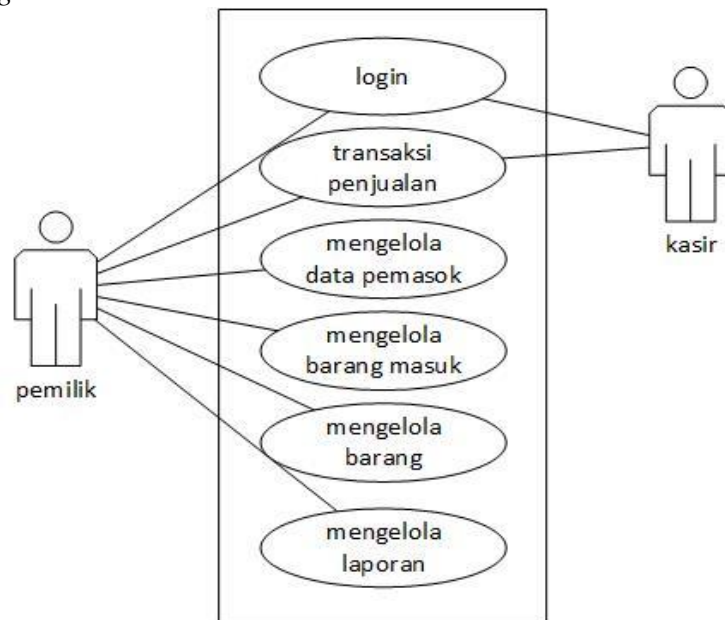 login
transaksi
penjualan
mengelola
data pemasok
mengelola
barang masuk
mengelola
barang
mengelola
laporan
pemilik
kasir